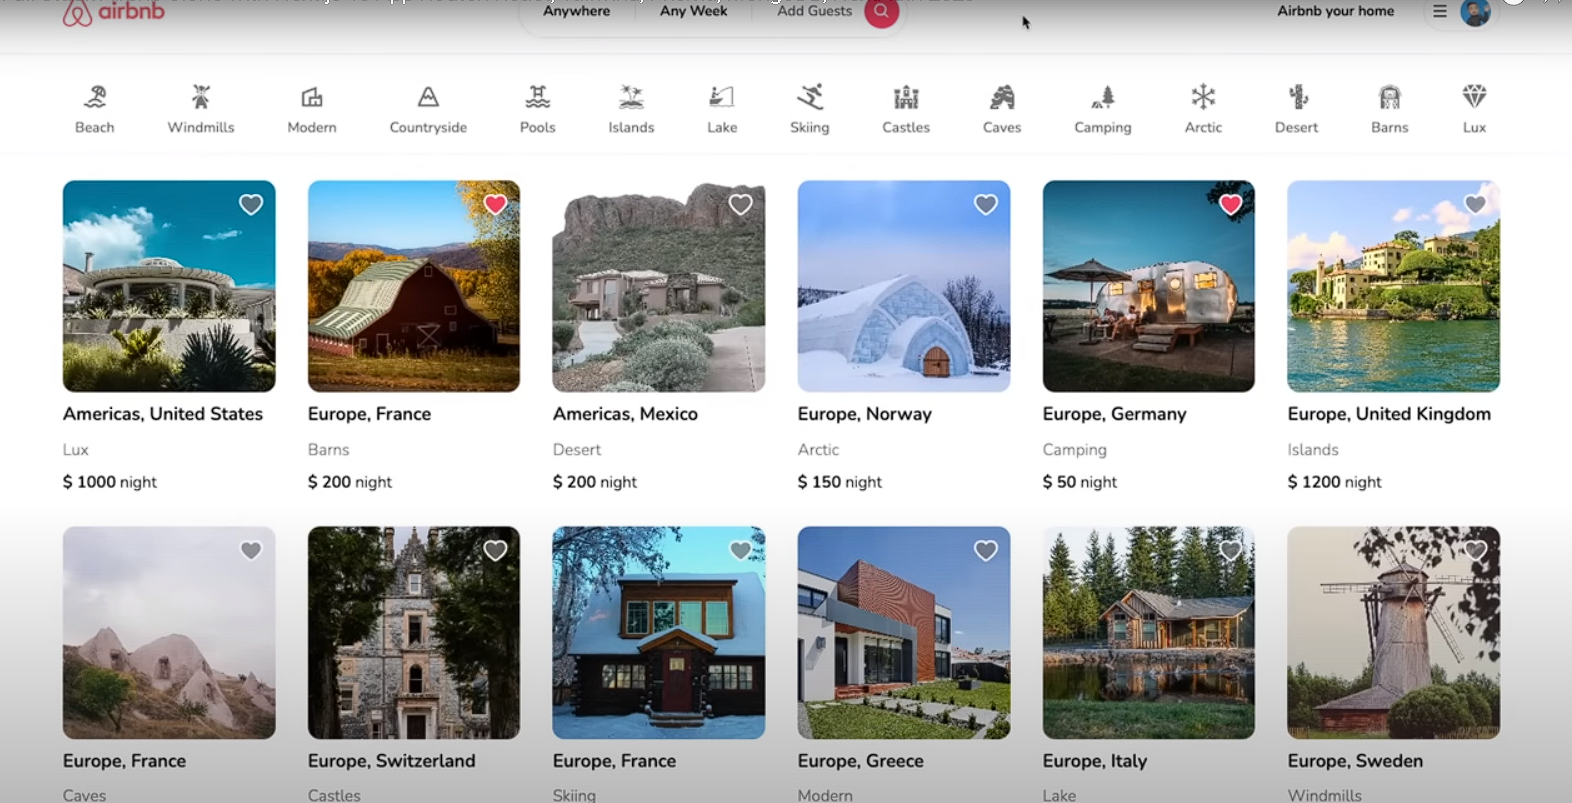 airbnb
Anywhere
Any Week
Add Guests
Airbnb your home
Beach
Windmills
Modern
Countryside
Pools
Islands
Lake
Skiing
Castles
Caves
Camping
Arctic
Desert
Barns
Lux
Americas, United States
Lux
$ 1000 night
Europe, France
Barns
$ 200 night
Americas, Mexico
Desert
$ 200 night
Europe, Norway
Arctic
$ 150 night
Europe, Germany
Camping
$ 50 night
Europe, United Kingdom
Islands
$ 1200 night
Europe, France
Caves
Europe, Switzerland
Castles
Europe, France
Skiing
Europe, Greece
Modern
Europe, Italy
Lake
Europe, Sweden
Windmills